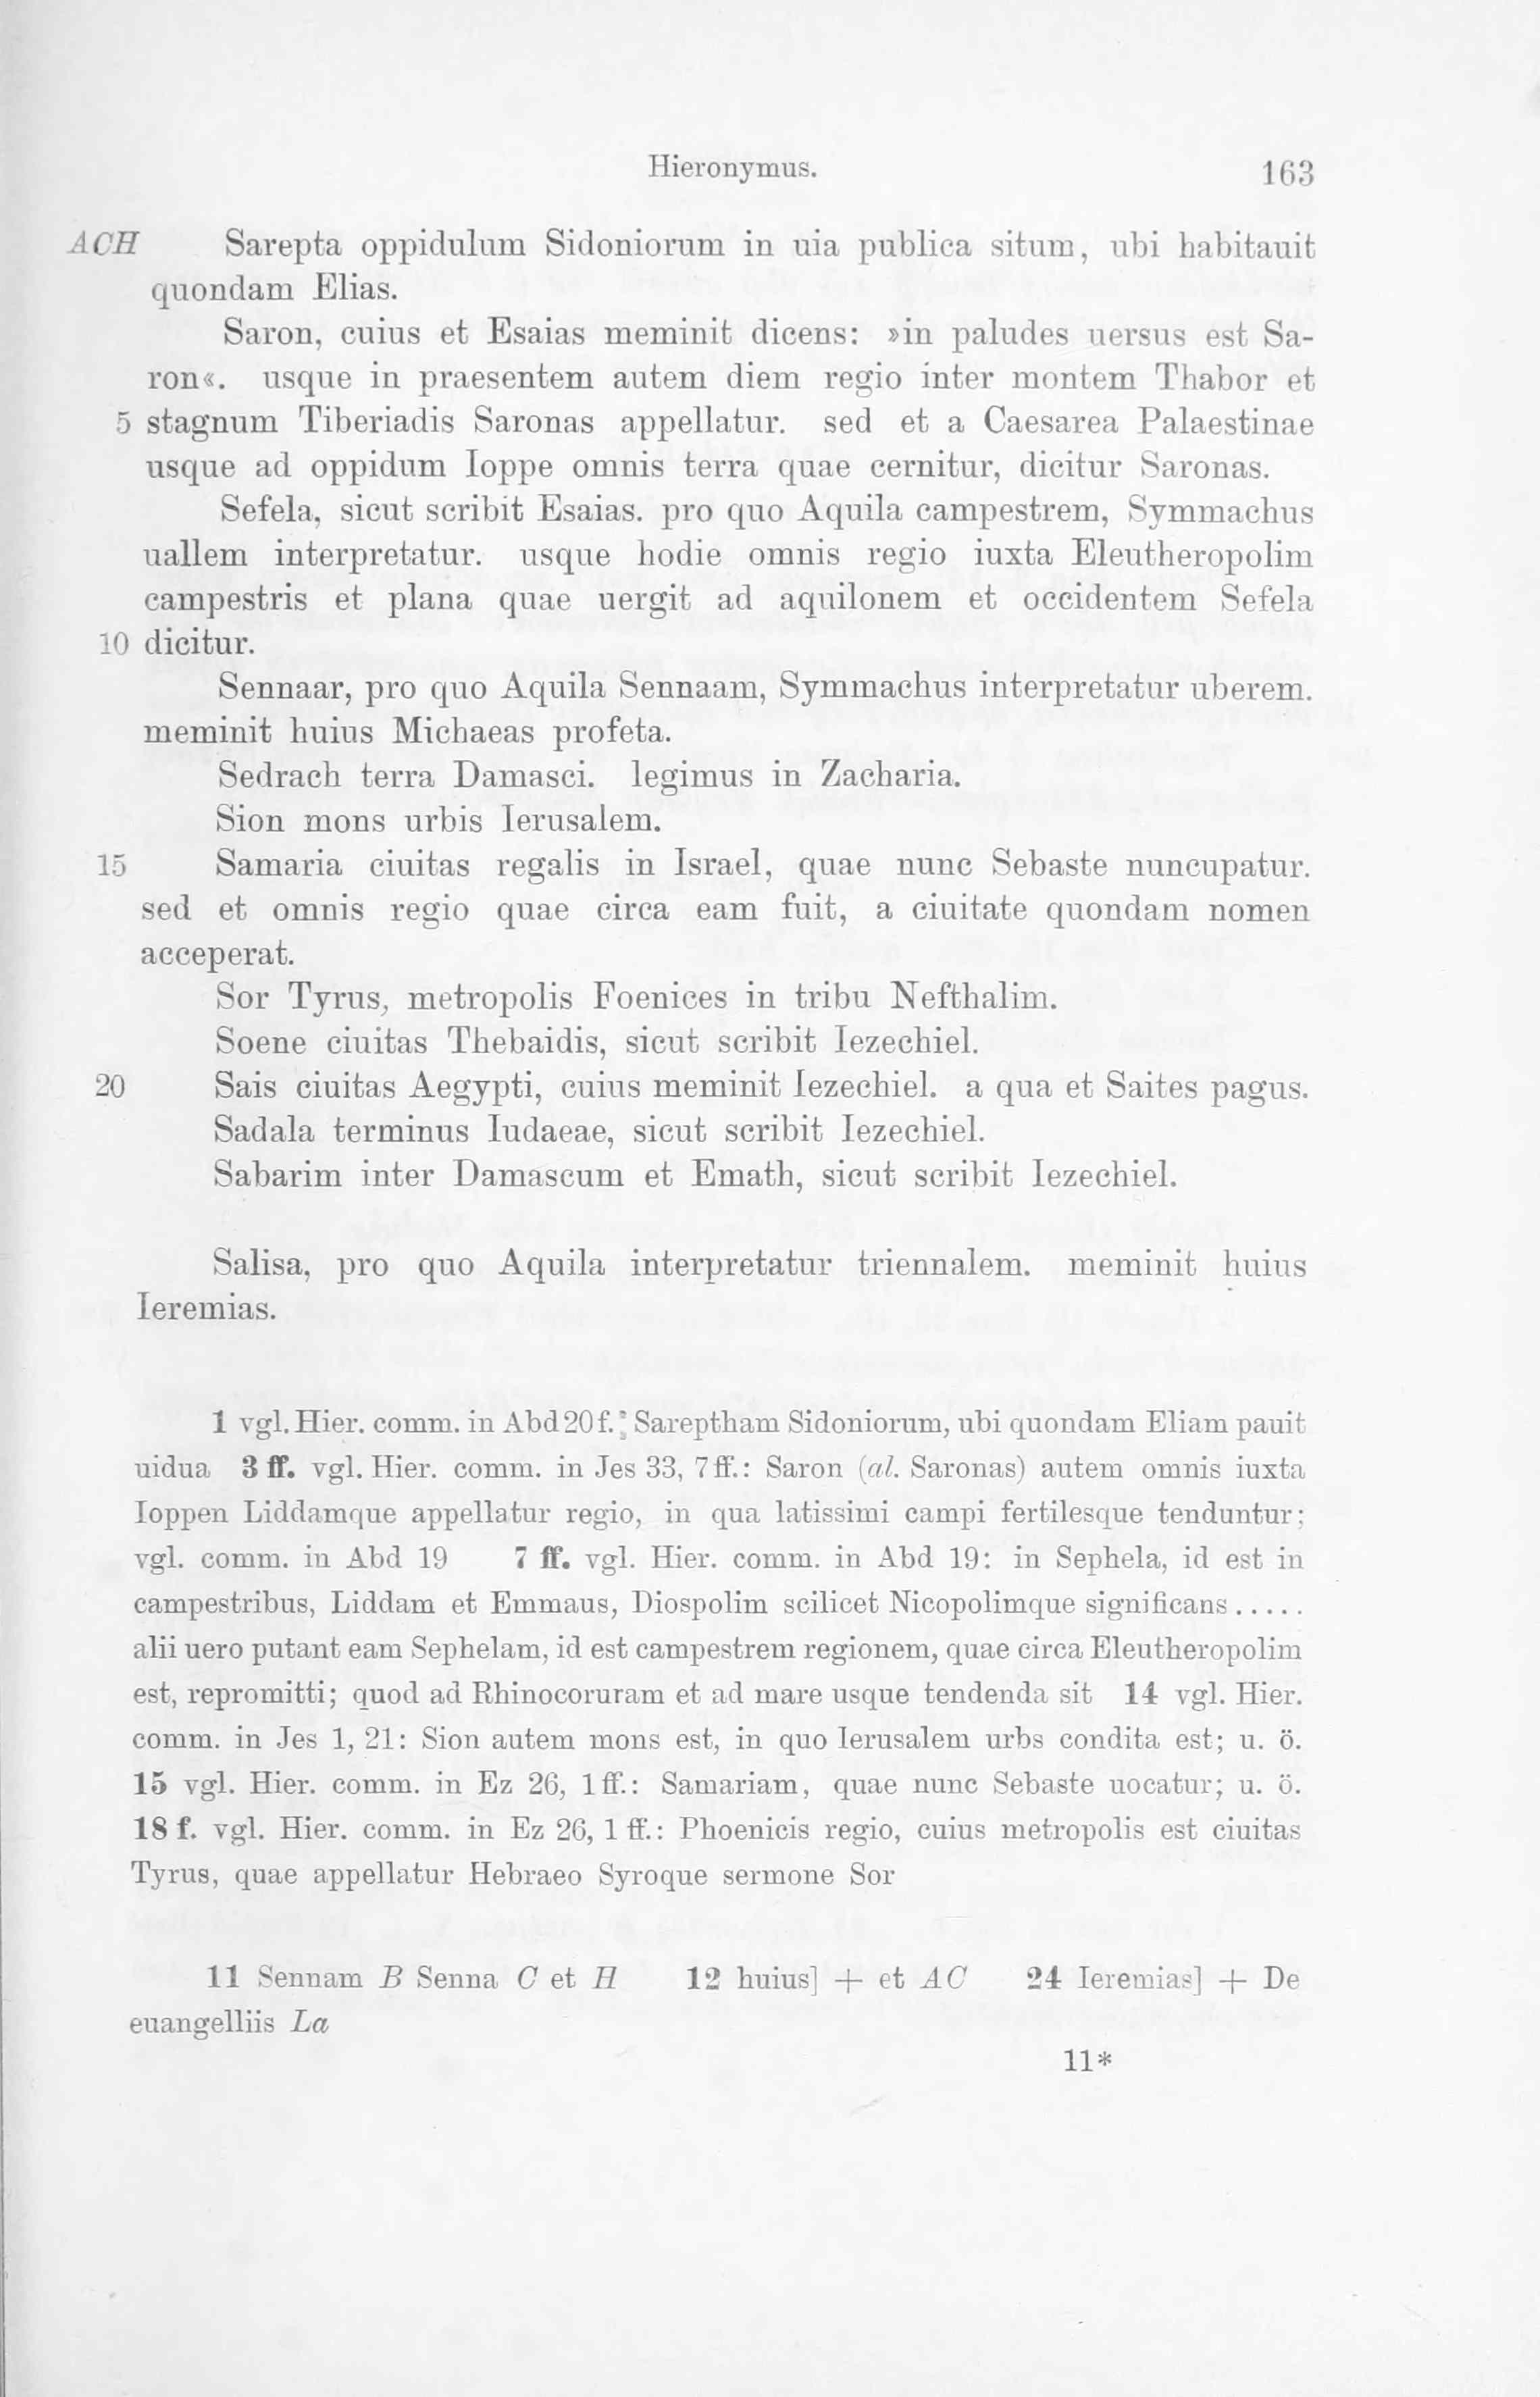 Hieronymus. 163
ACH Sarepta oppidulum Sidoniorum in uia publica situm, ubi habitauit
quondam Elias.
Saron, cuius et Esaias meminit dicens: »in paludes uersus est Sa-
ron«. usque in praesentem autem diem regio inter montem Thabor et
5 stagnum Tiberiadis Saronas appellatur. sed et a Caesarea Palaestinae
usque ad oppidum Ioppe omnis terra quae cernitur, dicitur Saronas.
Sefela, sicut scribit Esaias. pro quo Aquila campestrem, Symmachus
uallem interpretatur. usque hodie omnis regio iuxta Eleutheropolim
campestris et plana quae uergit ad aquilonem et occidentem Sefela
10 dicitur.
Sennaar, pro quo Aquila Sennaam, Symmachus interpretatur uberem.
meminit huius Michaeas profeta.
Sedrach terra Damasci. legimus in Zacharia.
Sion mons urbis Ierusalem.
15 Samaria ciuitas regalis in Israel, quae nunc Sebaste nuncupatur.
sed et omnis regio quae circa eam fuit, a ciuitate quondam nomen
acceperat.
Sor Tyrus, metropolis Foenices in tribu Nefthalim.
Soene ciuitas Thebaidis, sicut scribit Iezechiel.
20 Sais ciuitas Aegypti, cuius meminit Iezechiel. a qua et Saites pagus.
Sadala terminus Iudaeae, sicut scribit Iezechiel.
Sabarim inter Damascum et Emath, sicut scribit Iezechiel.
Salisa, pro quo Aquila interpretatur triennalem. meminit huius
Ieremias.
1 vgl. Hier. comm. in Abd 20 f.: Sareptham Sidoniorum, ubi quondam Eliam pauit
uidua 3 ff. vgl. Hier. comm. in Jes 33, 7 ff.: Saron (al. Saronas) autem omnis iuxta
Ioppen Liddamque appellatur regio, in qua latissimi campi fertilesque tenduntur;
vgl. comm. in Abd 19 7 ff. vgl. Hier. comm. in Abd 19: in Sephela, id est in
campestribus, Liddam et Emmaus, Diospolim scilicet Nicopolimque significans . . . . .
alii uero putant eam Sephelam, id est campestrem regionem, quae circa Eleutheropolim
est, repromitti; quod ad Rhinocoruram et ad mare usque tendenda sit 14 vgl. Hier.
comm. in Jes 1, 21: Sion autem mons est, in quo Ierusalem urbs condita est; u. ö.
15 vgl. Hier. comm. in Ez 26, 1 ff.: Samariam, quae nunc Sebaste uocatur; u. ö.
18 f. vgl. Hier. comm. in Ez 26, 1 ff.: Phoenicis regio, cuius metropolis est ciuitas
Tyrus, quae appellatur Hebraeo Syroque sermone Sor
11 Sennam B Senna C et H 12 huius] + et AC 24 Ieremias] + De
euangelliis La
11*